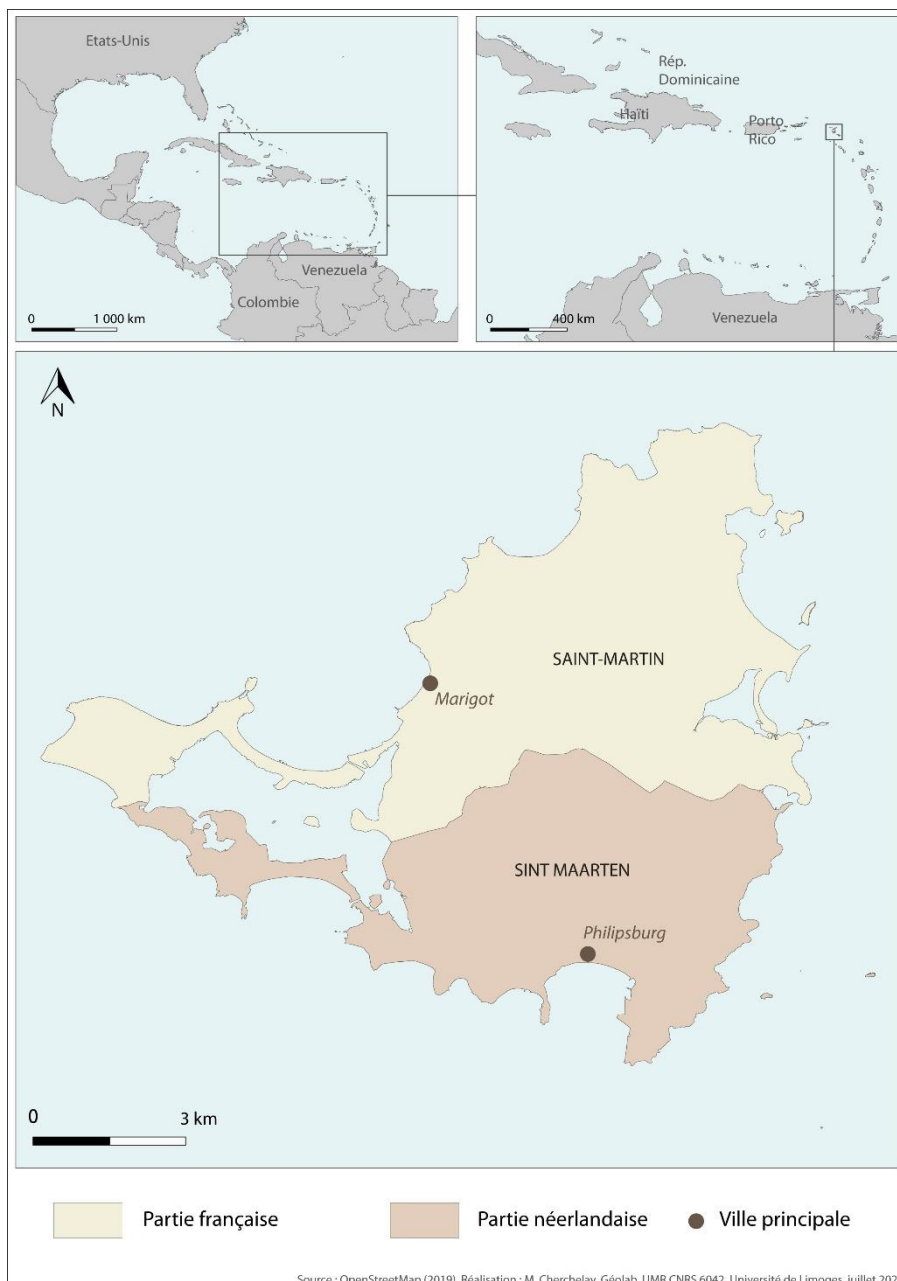 Etats-Unis
Venezuela
Colombie
0 1 000 km
Rép.
Dominicaine
Haïti
Porto
Rico
Venezuela
0 400 km
N
SAINT-MARTIN
Marigot
SINT MAARTEN
Philipsburg
0 3 km
Partie française
Partie néerlandaise
Ville principale
Source : OpenStreetMap (2019). Réalisation : M. Cherchelay, Géolab, UMR CNRS 6042, Université de Limoges, juillet 202